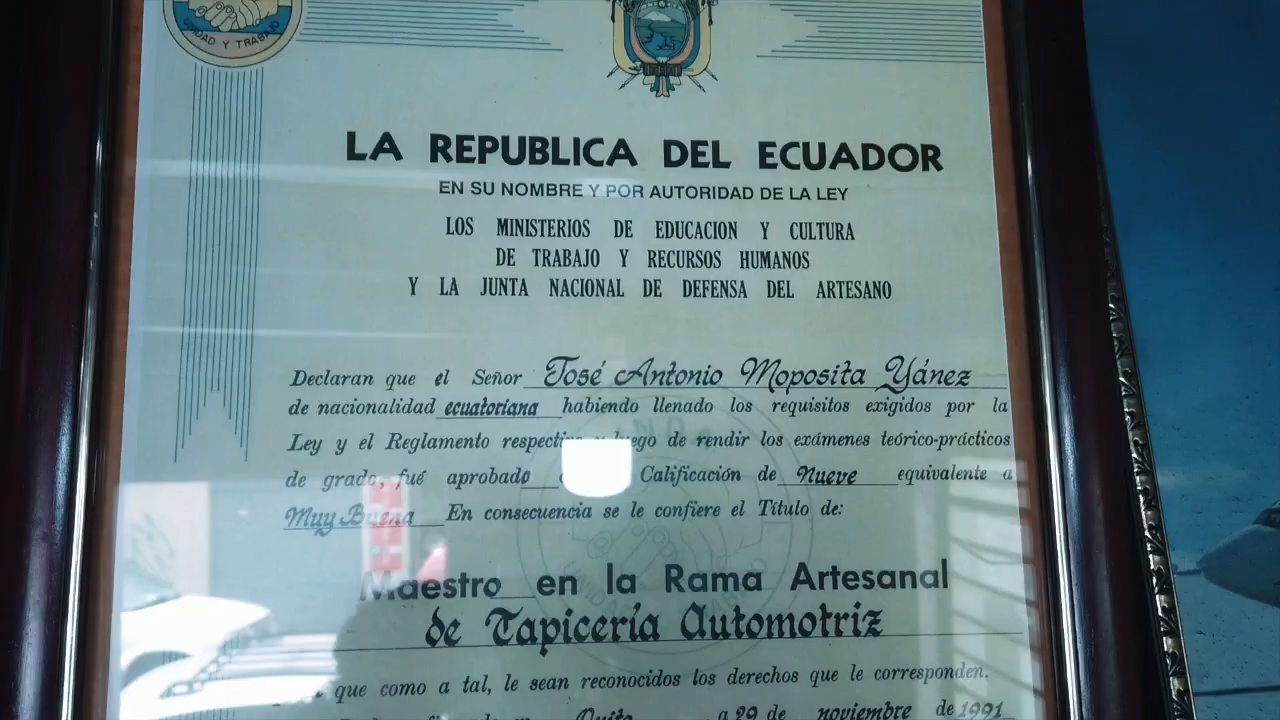 UNIDAD Y TRABAJO
LA REPUBLICA DEL ECUADOR
EN SU NOMBRE Y POR AUTORIDAD DE LA LEY
LOS MINISTERIOS DE EDUCACION Y CULTURA
DE TRABAJO Y RECURSOS HUMANOS
Y LA JUNTA NACIONAL DE DEFENSA DEL ARTESANO
Declaran que el Señor José Antonio Moposita Yánez
de nacionalidad ecuatoriana habiendo llenado los requisitos exigidos por la
Ley y el Reglamento respectivo y luego de rendir los exámenes teórico-prácticos
de grado, fué aprobado Calificación de Nueve equivalente a
Muy Buena En consecuencia se le confiere el Título de:
Maestro en la Rama Artesanal
de Tapicería Automotriz
que como a tal, le sean reconocidos los derechos que le corresponden.
Quito a 29 de noviembre de 1991